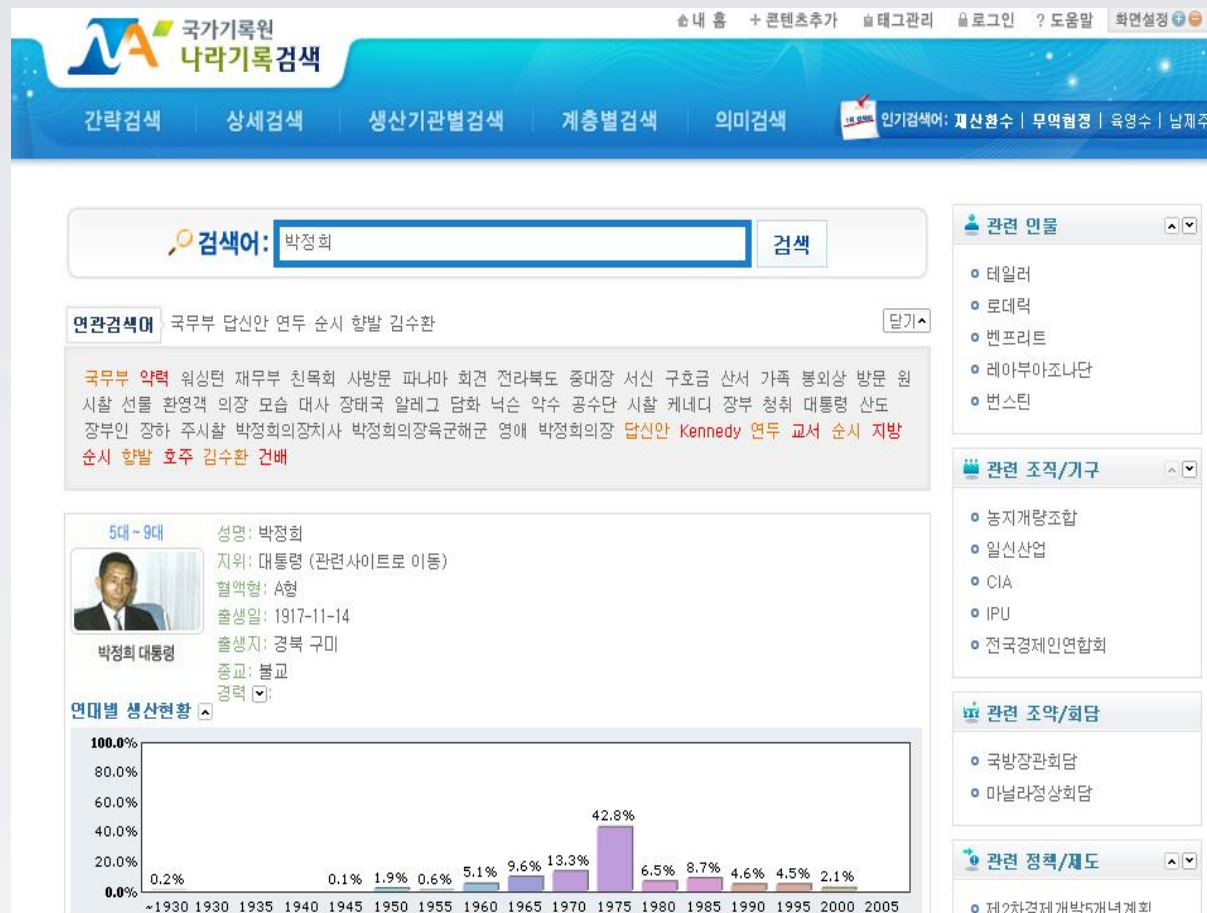 국가기록원
나라기록검색
내 홈 + 콘텐츠추가 태그관리 로그인 ? 도움말 화면설정
간략검색 상세검색 생산기관별검색 계층별검색 의미검색
인기검색어: 재산환수 | 무역협정 | 육영수 | 남제주
검색어: 박정희 검색
연관검색어 국무부 답신안 연두 순시 향발 김수환 닫기
국무부 약력 워싱턴 재무부 친목회 사방문 파나마 회견 전라북도 중대장 서신 구호금 산서 가족 봉외상 방문 원
시찰 선물 환영객 의장 모습 대사 장태국 알레그 담화 닉슨 악수 공수단 시찰 케네디 장부 청취 대통령 산도
장부인 장하 주시찰 박정희의장치사 박정희의장육군해군 영애 박정희의장 답신안 Kennedy 연두 교서 순시 지방
순시 향발 호주 김수환 건배
5대 ~ 9대
박정희 대통령
성명: 박정희
지위: 대통령 (관련사이트로 이동)
혈액형: A형
출생일: 1917-11-14
출생지: 경북 구미
종교: 불교
경력 :
연대별 생산현황
100.0%
80.0%
60.0%
40.0%
20.0%
0.0%
0.2% 0.1% 1.9% 0.6% 5.1% 9.6% 13.3% 42.8% 6.5% 8.7% 4.6% 4.5% 2.1%
~1930 1930 1935 1940 1945 1950 1955 1960 1965 1970 1975 1980 1985 1990 1995 2000 2005
관련 인물
테일러
로데릭
벤프리트
레아부아조나단
번스틴
관련 조직/기구
농지개량조합
일신산업
CIA
IPU
전국경제인연합회
관련 조약/회담
국방장관회담
마닐라정상회담
관련 정책/제도
제2차경제개발5개년계획